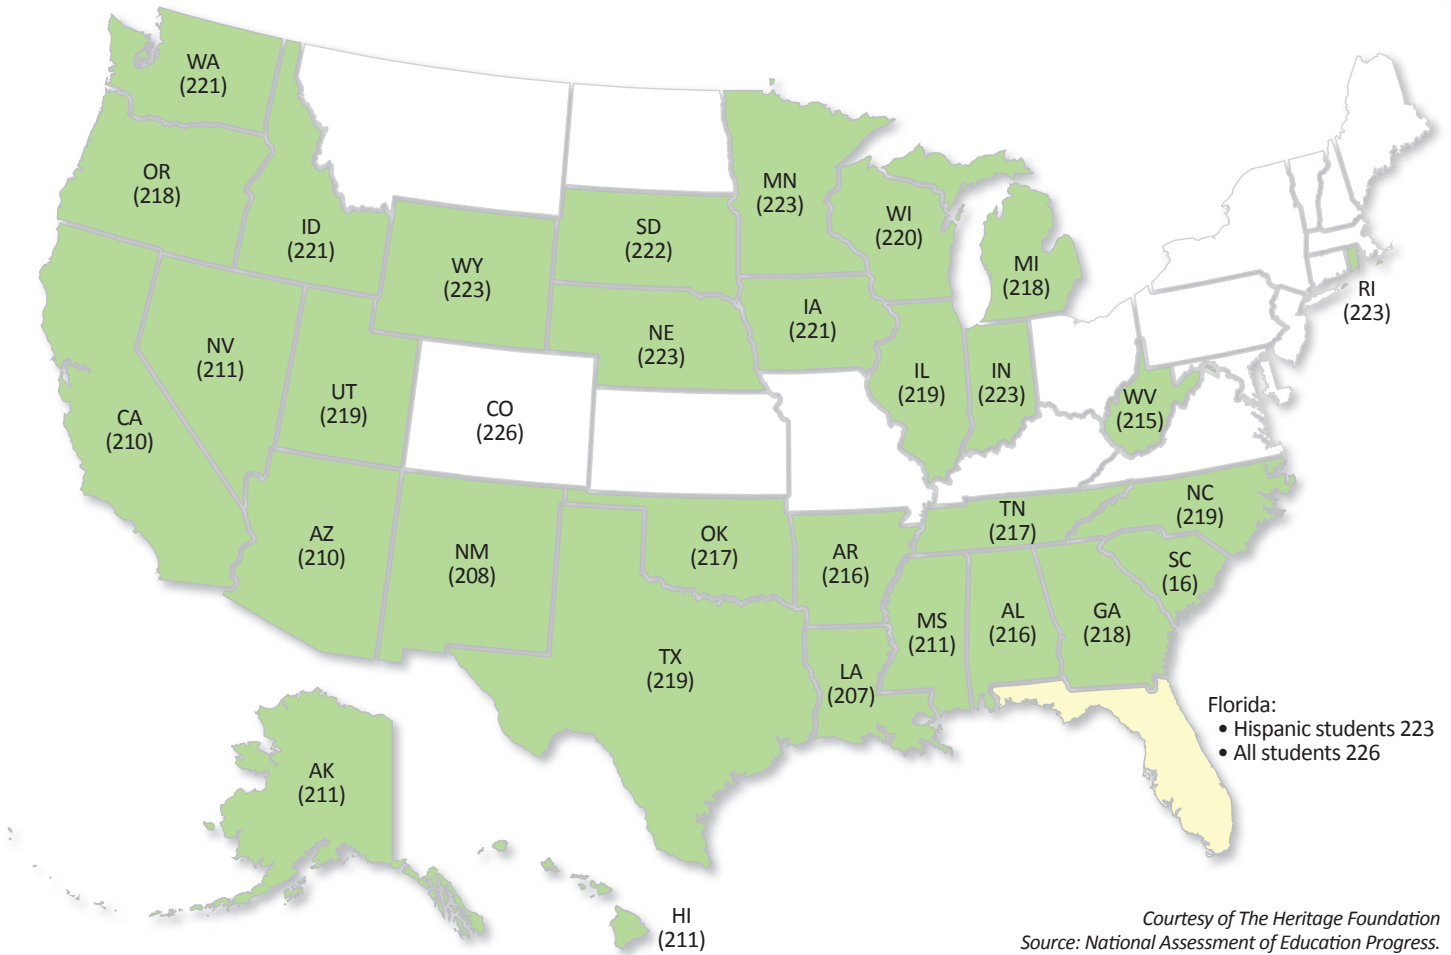 WA
(221)
OR
(218)
ID
(221)
WY
(223)
SD
(222)
MN
(223)
WI
(220)
MI
(218)
RI
(223)
NV
(211)
UT
(219)
CA
(210)
CO
(226)
NE
(223)
IA
(221)
IL
(219)
IN
(223)
WV
(215)
AZ
(210)
NM
(208)
OK
(217)
AR
(216)
TN
(217)
NC
(219)
SC
(16)
TX
(219)
LA
(207)
MS
(211)
AL
(216)
GA
(218)
Florida:
• Hispanic students 223
• All students 226
AK
(211)
HI
(211)
Courtesy of The Heritage Foundation
Source: National Assessment of Education Progress.